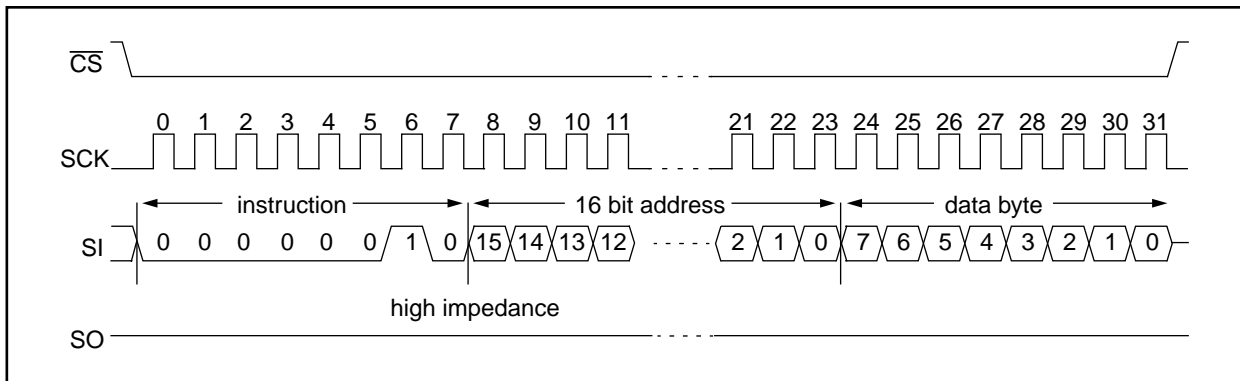 CS
0 1 2 3 4 5 6 7 8 9 10 11 21 22 23 24 25 26 27 28 29 30 31
SCK
instruction 16 bit address data byte
SI 0 0 0 0 0 0 1 0 15 14 13 12 2 1 0 7 6 5 4 3 2 1 0
high impedance
SO